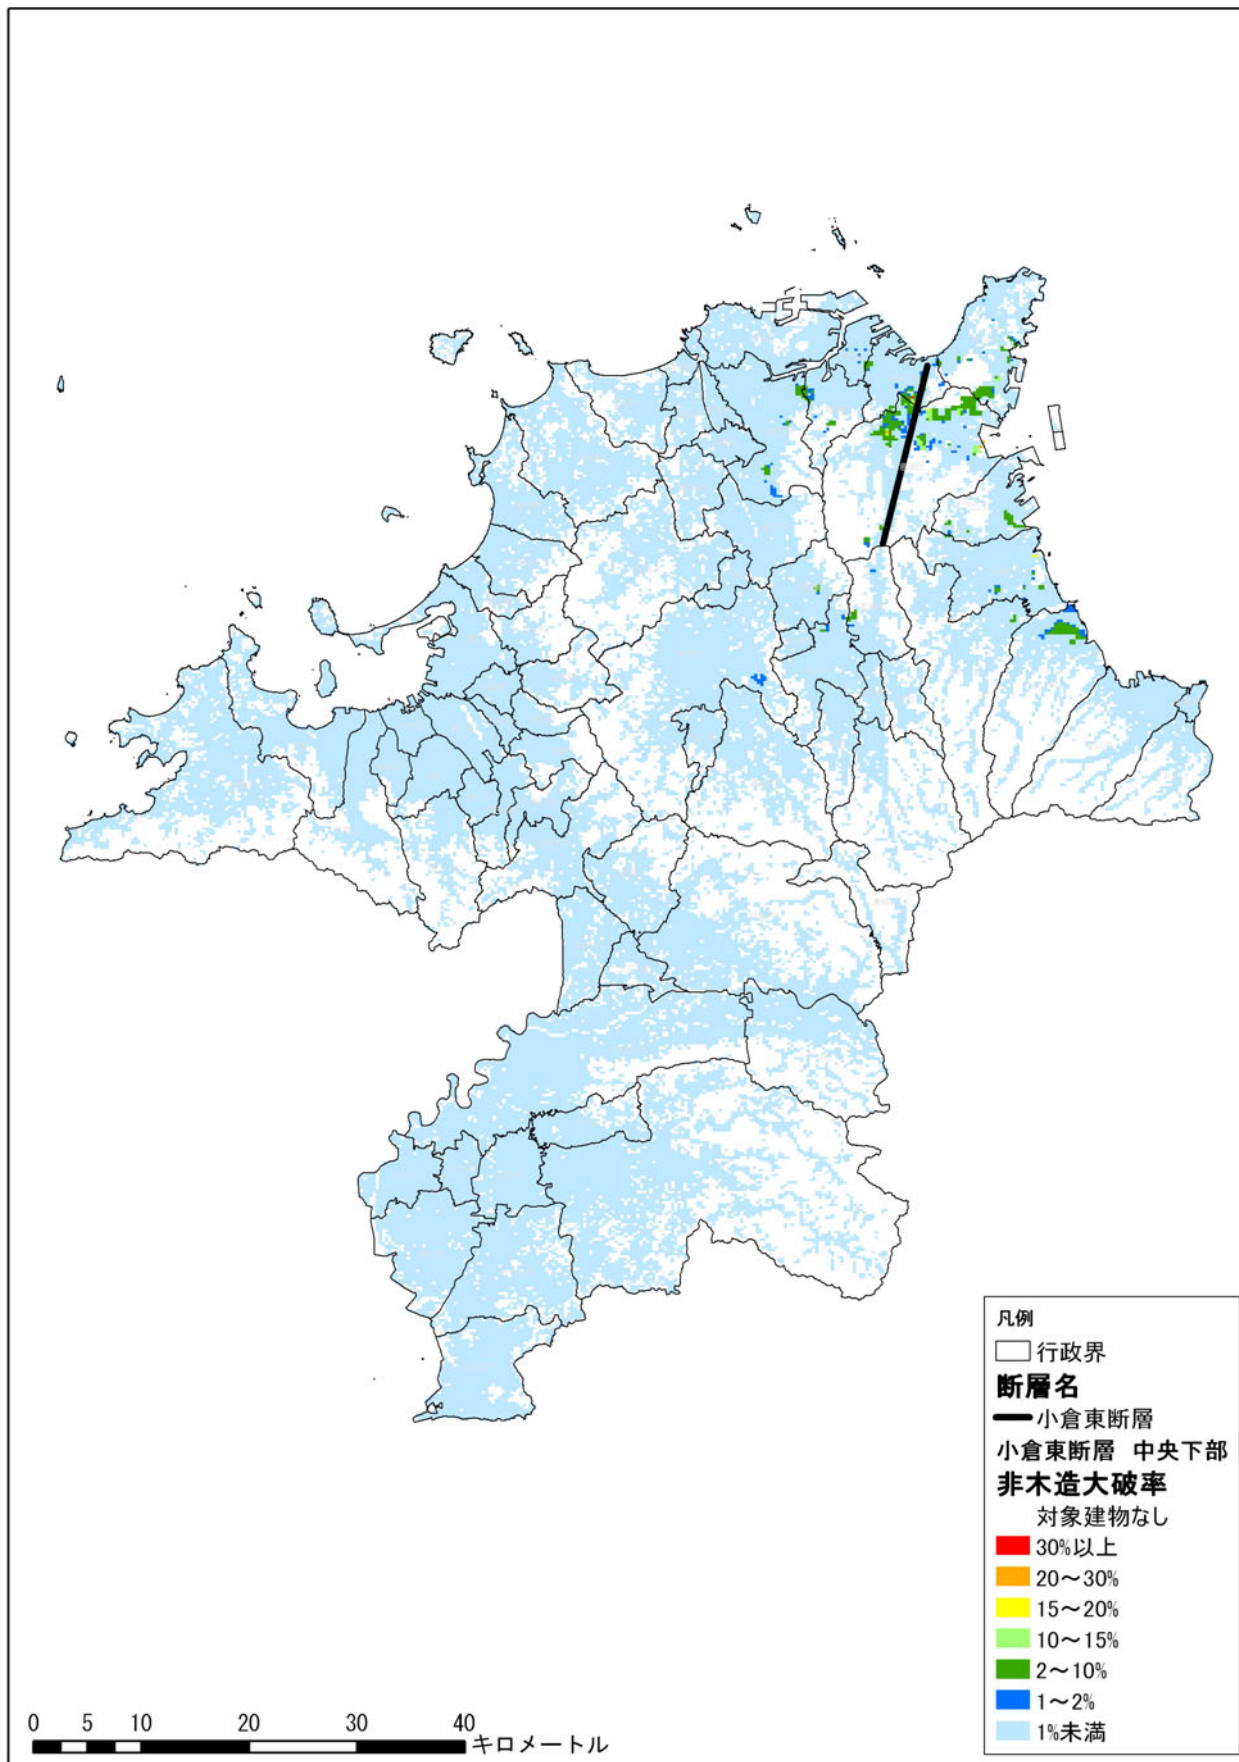 凡例
行政界
断層名
小倉東断層
小倉東断層 中央下部
非木造大破率
対象建物なし
30%以上
20～30%
15～20%
10～15%
2～10%
1～2%
1%未満
0 5 10 20 30 40
キロメートル